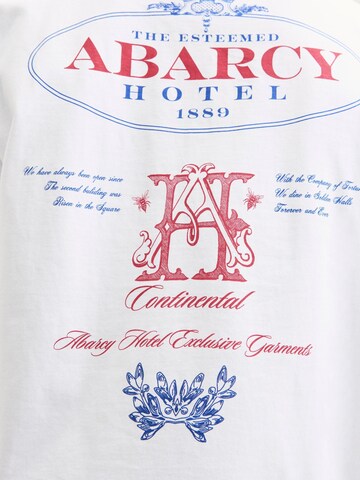 THE ESTEEMED
ABARCY
HOTEL
1889
We have always been open since
The second building was
Risen in the Square
With the Company of
We dine in Golden Halls
Forever and Ever
AH
Continental
Abarcy Hotel Exclusive Garments